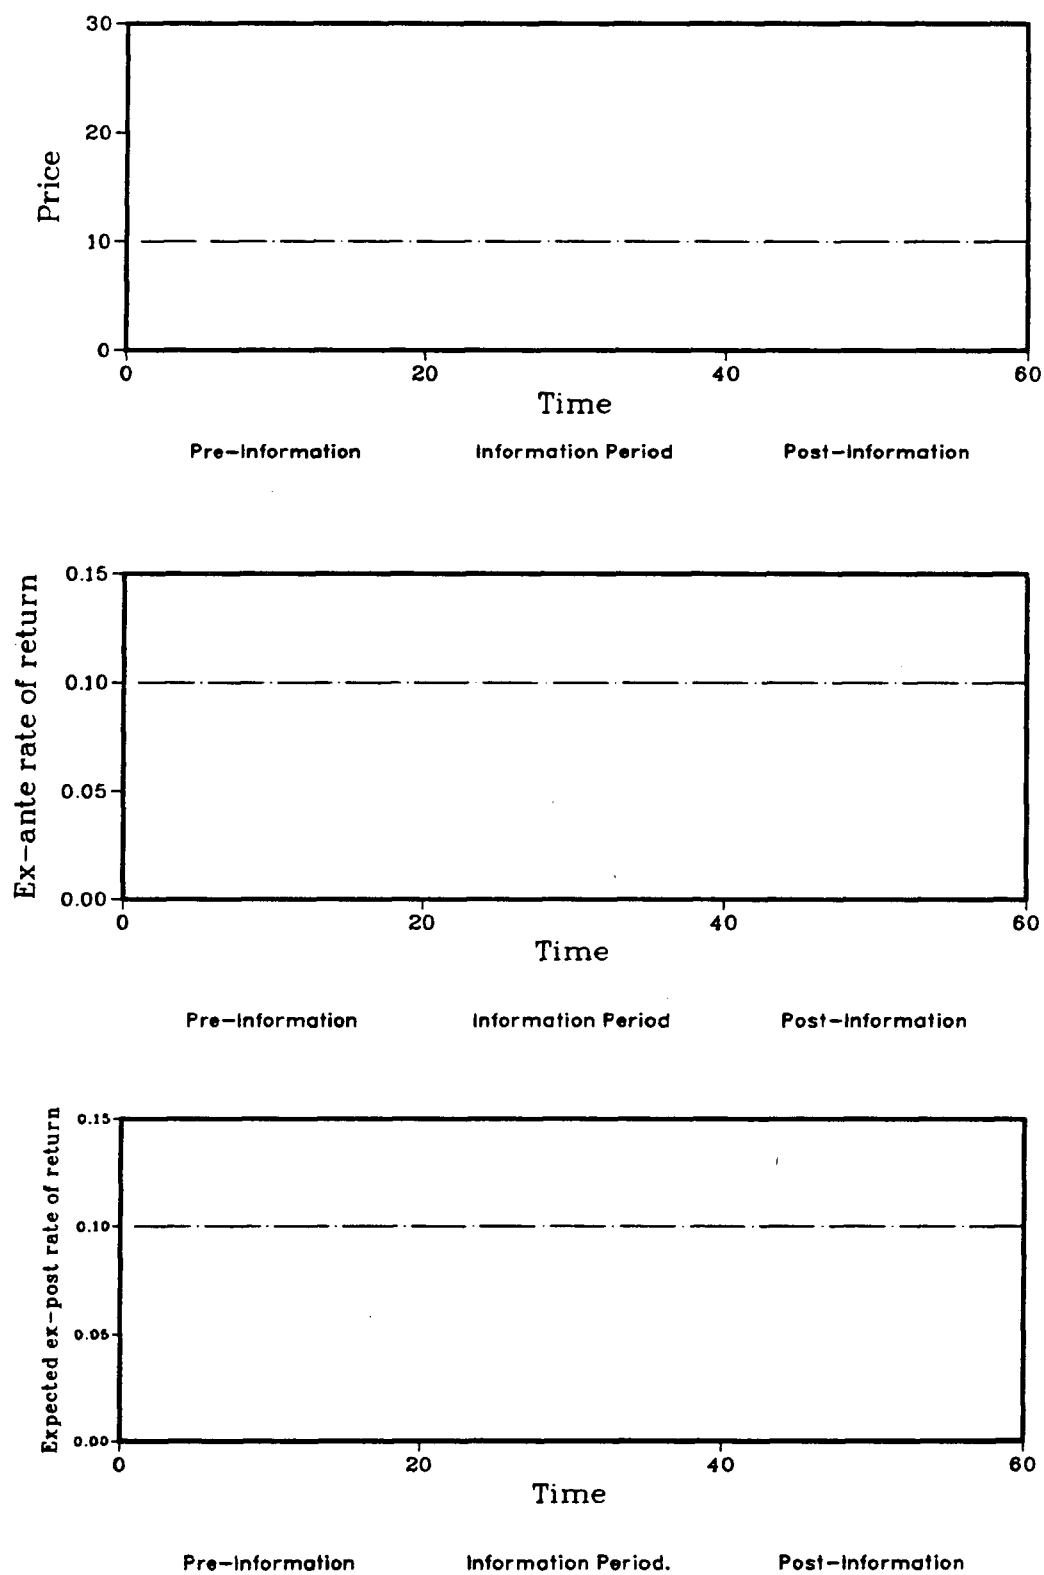 30
20
10
0
Price
0 20 40 60
Time
Pre-Information Information Period Post-Information
0.15
0.10
0.05
0.00
Ex-ante rate of return
0 20 40 60
Time
Pre-Information Information Period Post-Information
0.15
0.10
0.05
0.00
Expected ex-post rate of return
0 20 40 60
Time
Pre-Information Information Period. Post-Information